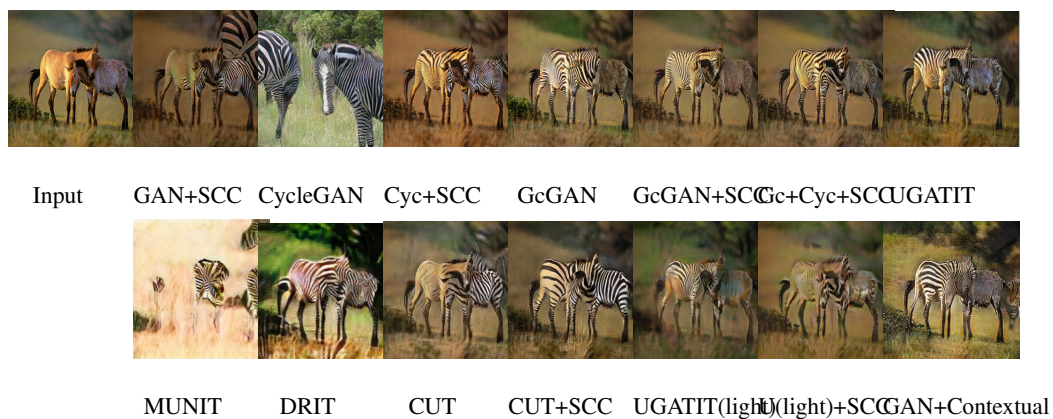 Input GAN+SCC CycleGAN Cyc+SCC GcGAN GcGAN+SCC Gc+Cyc+SCC UGATIT
MUNIT DRIT CUT CUT+SCC UGATIT(light) U(light)+SCC GAN+Contextual